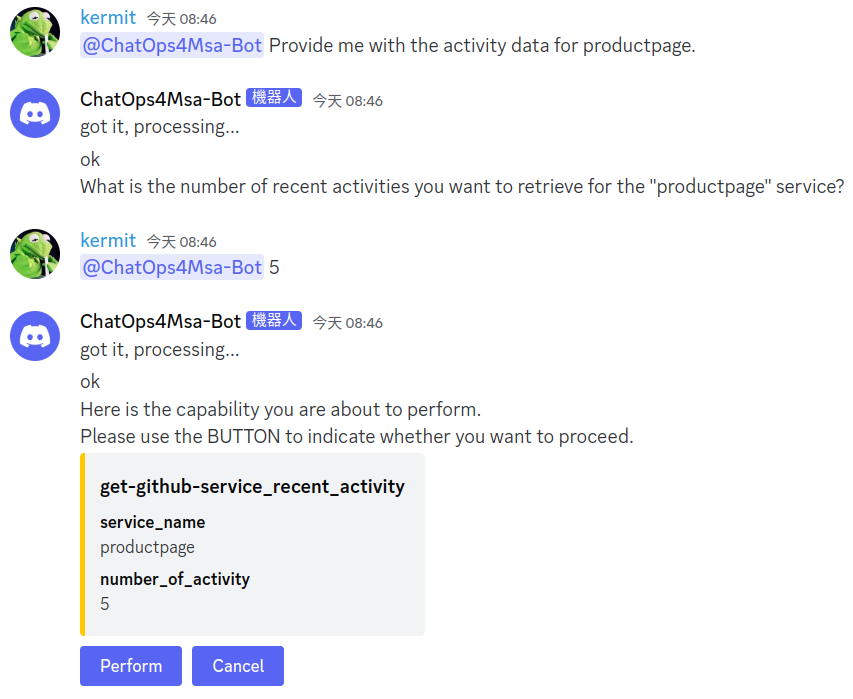 kermit 今天 08:46
@ChatOps4Msa-Bot Provide me with the activity data for productpage.
ChatOps4Msa-Bot 機器人 今天 08:46
got it, processing...
ok
What is the number of recent activities you want to retrieve for the "productpage" service?
kermit 今天 08:46
@ChatOps4Msa-Bot 5
ChatOps4Msa-Bot 機器人 今天 08:46
got it, processing...
ok
Here is the capability you are about to perform.
Please use the BUTTON to indicate whether you want to proceed.
get-github-service_recent_activity
service_name
productpage
number_of_activity
5
Perform Cancel